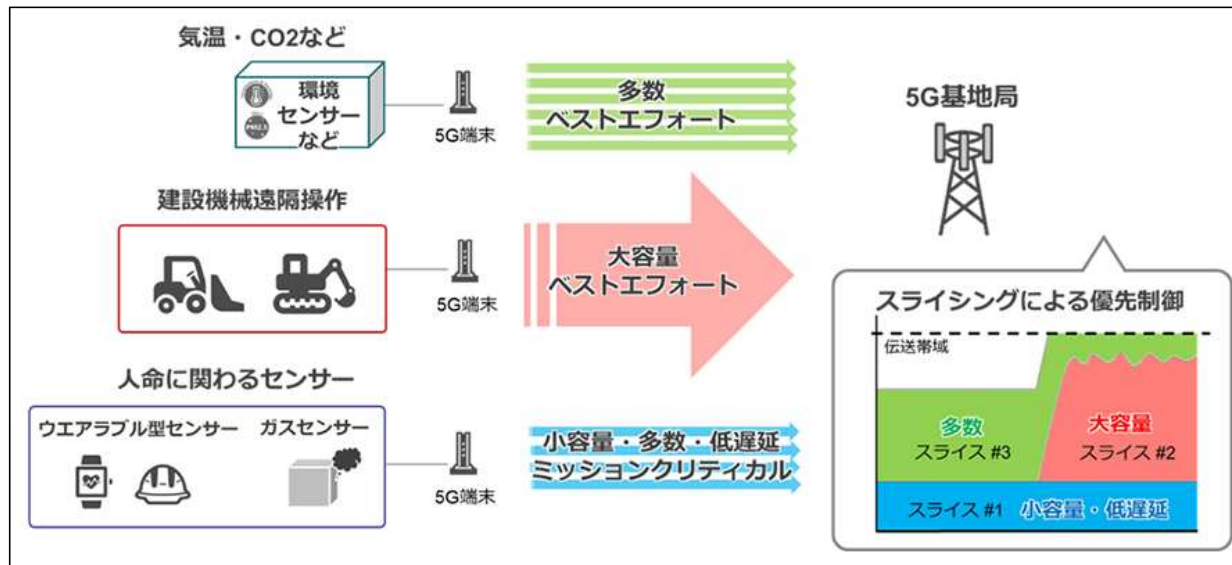 気温・CO2など
環境
センサー
など
PM2.5
5G端末
多数
ベストエフォート
5G基地局
建設機械遠隔操作
5G端末
大容量
ベストエフォート
人命に関わるセンサー
ウエアラブル型センサー
ガスセンサー
5G端末
小容量・多数・低遅延
ミッションクリティカル
スライシングによる優先制御
伝送帯域
多数
スライス #3
大容量
スライス #2
スライス #1 小容量・低遅延